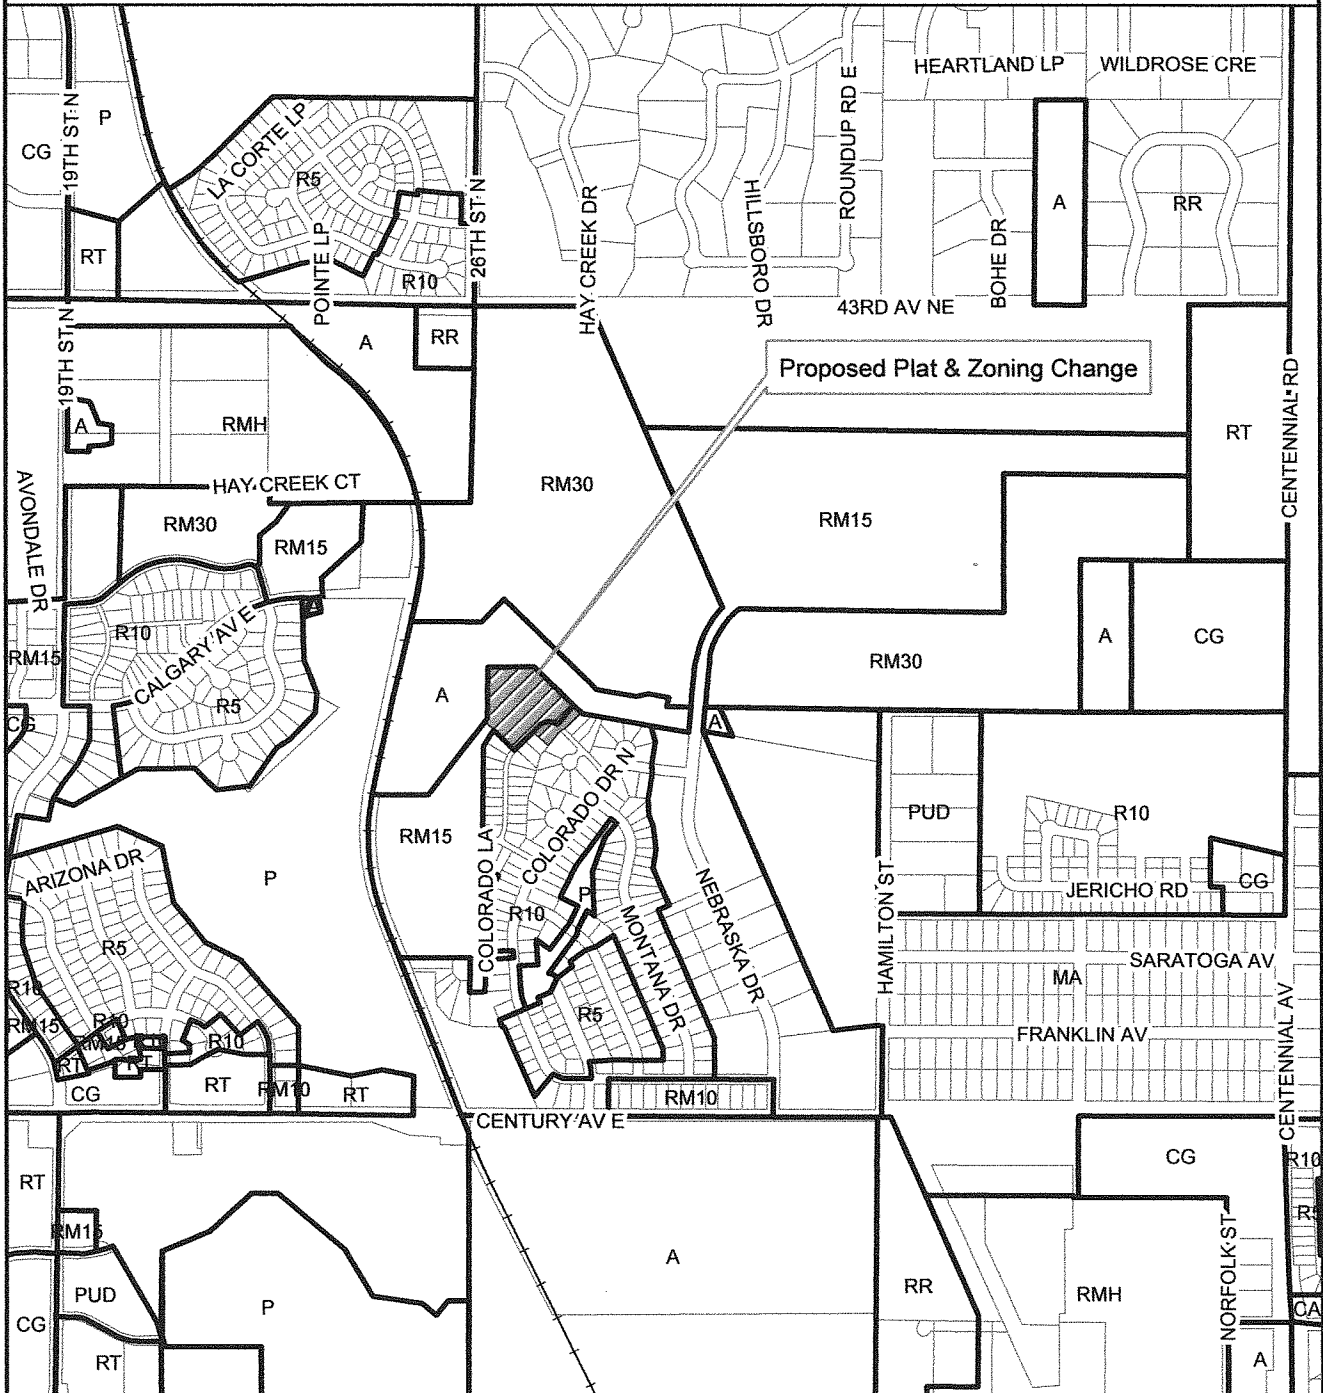 HEARTLAND LP
WILDROSE CRE
19TH ST N
P
CG
LA CORTE LP
R5
ROUNDUP RD E
HAY CREEK DR
HILLSBORO DR
BOHE DR
A
RR
26TH ST N
RT
POINTE LP
R10
43RD AV NE
19TH ST N
A
RR
Proposed Plat & Zoning Change
CENTENNIAL RD
RT
A
RMH
AVONDALE DR
HAY CREEK CT
RM30
RM15
RM30
RM15
A
R10
CALGARY AV E
RM15
R5
CG
A
RM30
A
CG
A
PUD
R10
COLORADO DR N
RM15
COLORADO LA
P
ARIZONA DR
P
NEBRASKA DR
HAMILTON ST
JERICHO RD
CG
R10
MONTANA DR
R5
SARATOGA AV
MA
R10
RM15
R10
RM15
R10
R5
FRANKLIN AV
CENTENNIAL AV
RT
RT
CG
RT
RM10
RT
RM10
CENTURY AV E
CG
R10
RT
RM15
R5
NORFOLK ST
A
PUD
P
RR
RMH
CG
CA
RT
A